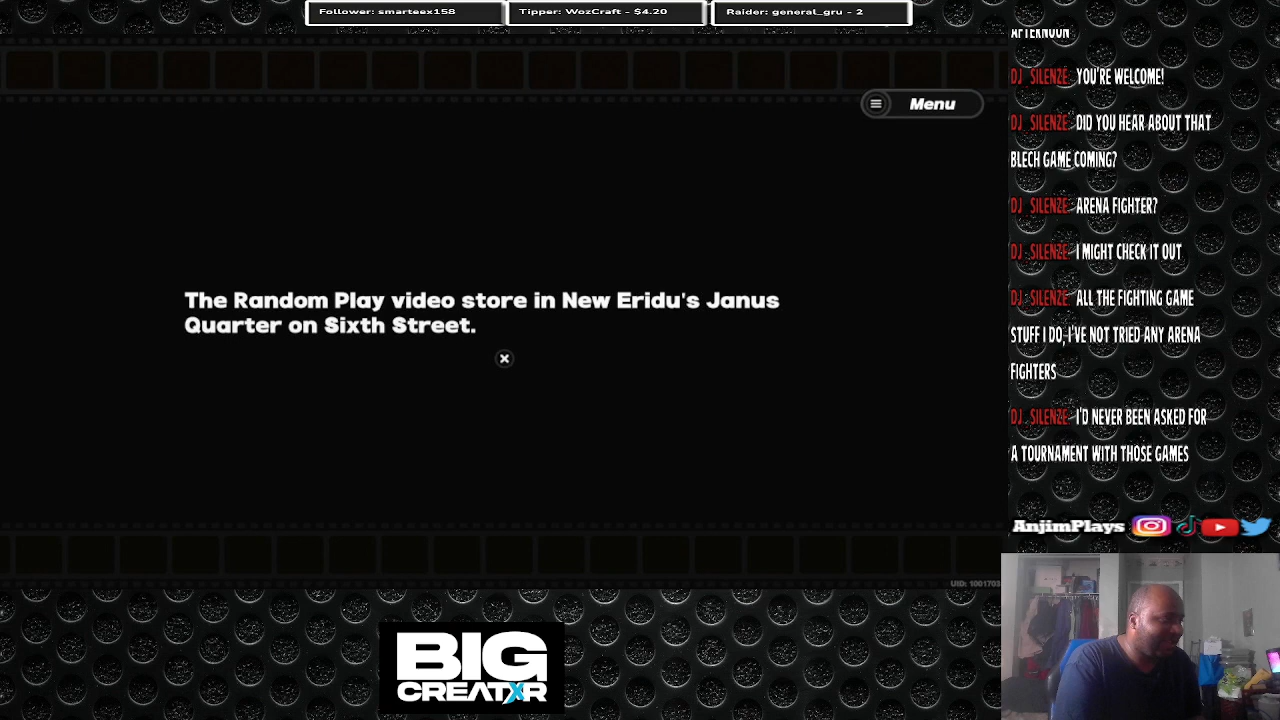 Follower: smarteex158
Tipper: WozCraft - $4.20
Raider: general_gru - 2
Menu
The Random Play video store in New Eridu's Janus
Quarter on Sixth Street.
UID: 1001703
BIG
CREATXR
AFTERNOON
DJ_SILENZE: YOU'RE WELCOME!
DJ_SILENZE: DID YOU HEAR ABOUT THAT
BLECH GAME COMING?
DJ_SILENZE: ARENA FIGHTER?
DJ_SILENZE: I MIGHT CHECK IT OUT
DJ_SILENZE: ALL THE FIGHTING GAME
STUFF I DO, I'VE NOT TRIED ANY ARENA
FIGHTERS
DJ_SILENZE: I'D NEVER BEEN ASKED FOR
A TOURNAMENT WITH THOSE GAMES
AnjimPlays